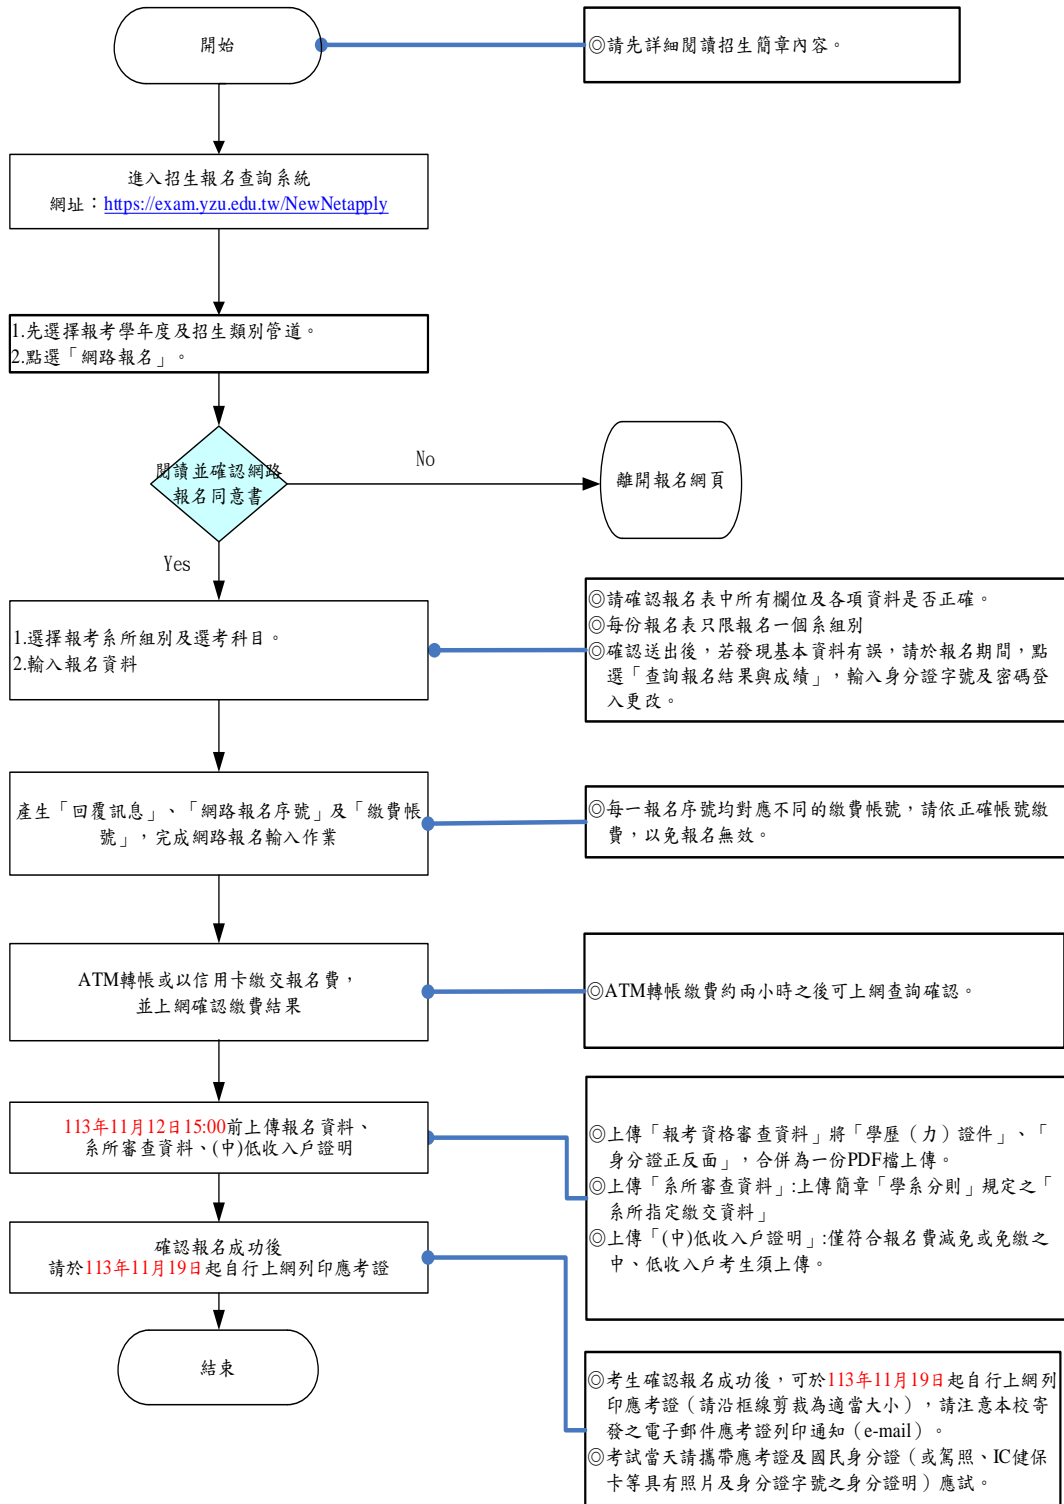 開始
◎請先詳細閱讀招生簡章內容。
進入招生報名查詢系統
網址：https://exam.yzu.edu.tw/NewNetapply
1.先選擇報考學年度及招生類別管道。
2.點選「網路報名」。
閱讀並確認網路
報名同意書
No
離開報名網頁
Yes
1.選擇報考系所組別及選考科目。
2.輸入報名資料
◎請確認報名表中所有欄位及各項資料是否正確。
◎每份報名表只限報名一個系組別
◎確認送出後，若發現基本資料有誤，請於報名期間，點
選「查詢報名結果與成績」，輸入身分證字號及密碼登
入更改。
產生「回覆訊息」、「網路報名序號」及「繳費帳
號」，完成網路報名輸入作業
◎每一報名序號均對應不同的繳費帳號，請依正確帳號繳
費，以免報名無效。
ATM轉帳或以信用卡繳交報名費，
並上網確認繳費結果
◎ATM轉帳繳費約兩小時之後可上網查詢確認。
113年11月12日15:00前上傳報名資料、
系所審查資料、(中)低收入戶證明
◎上傳「報考資格審查資料」將「學歷（力）證件」、「
身分證正反面」，合併為一份PDF檔上傳。
◎上傳「系所審查資料」:上傳簡章「學系分則」規定之「
系所指定繳交資料」
◎上傳「(中)低收入戶證明」:僅符合報名費減免或免繳之
中、低收入戶考生須上傳。
確認報名成功後
請於113年11月19日起自行上網列印應考證
結束
◎考生確認報名成功後，可於113年11月19日起自行上網列
印應考證（請沿框線剪裁為適當大小），請注意本校寄
發之電子郵件應考證列印通知（e-mail）。
◎考試當天請攜帶應考證及國民身分證（或駕照、IC健保
卡等具有照片及身分證字號之身分證明）應試。